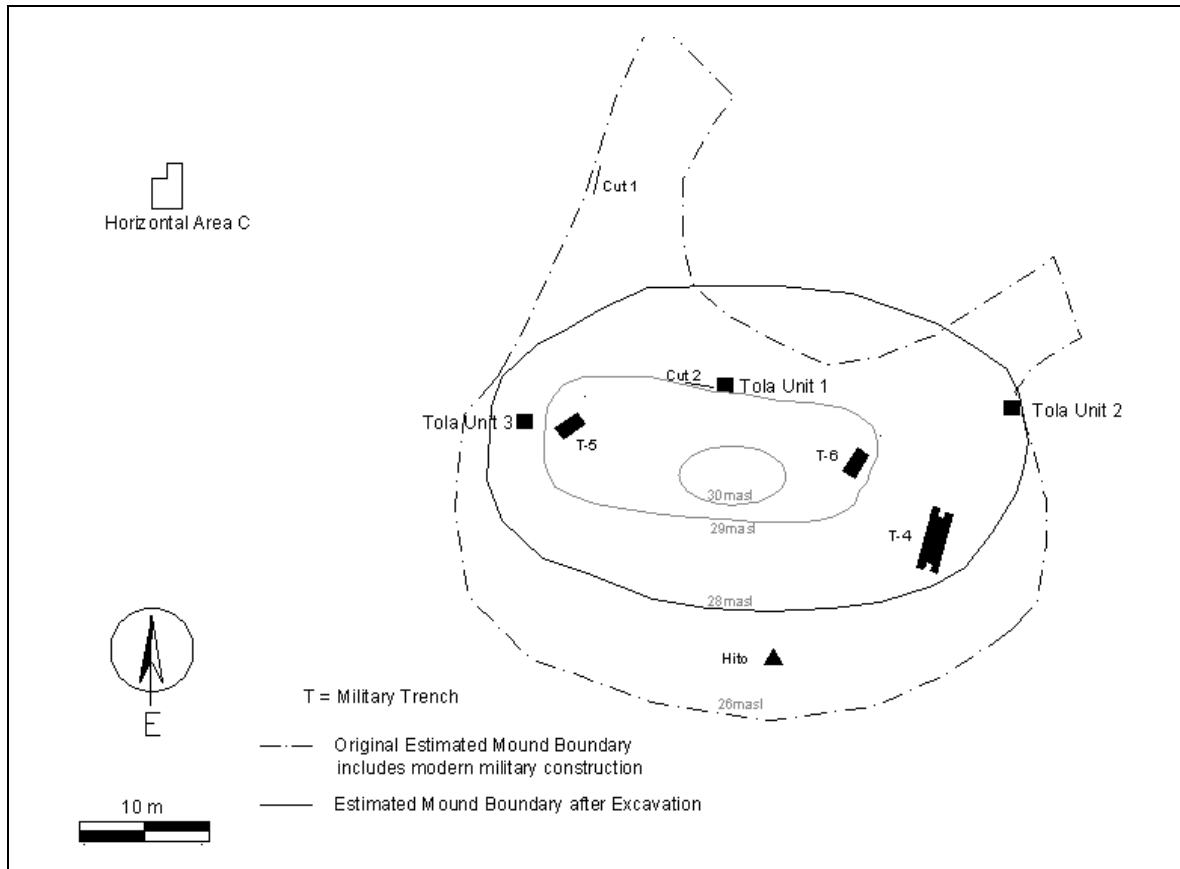 Cut 1
Horizontal Area C
Cut 2
Tola Unit 1
Tola Unit 3
Tola Unit 2
T-5
T-6
30masl
29masl
T-4
28masl
Hito
26masl
E
T = Military Trench
Original Estimated Mound Boundary
includes modern military construction
10 m
Estimated Mound Boundary after Excavation